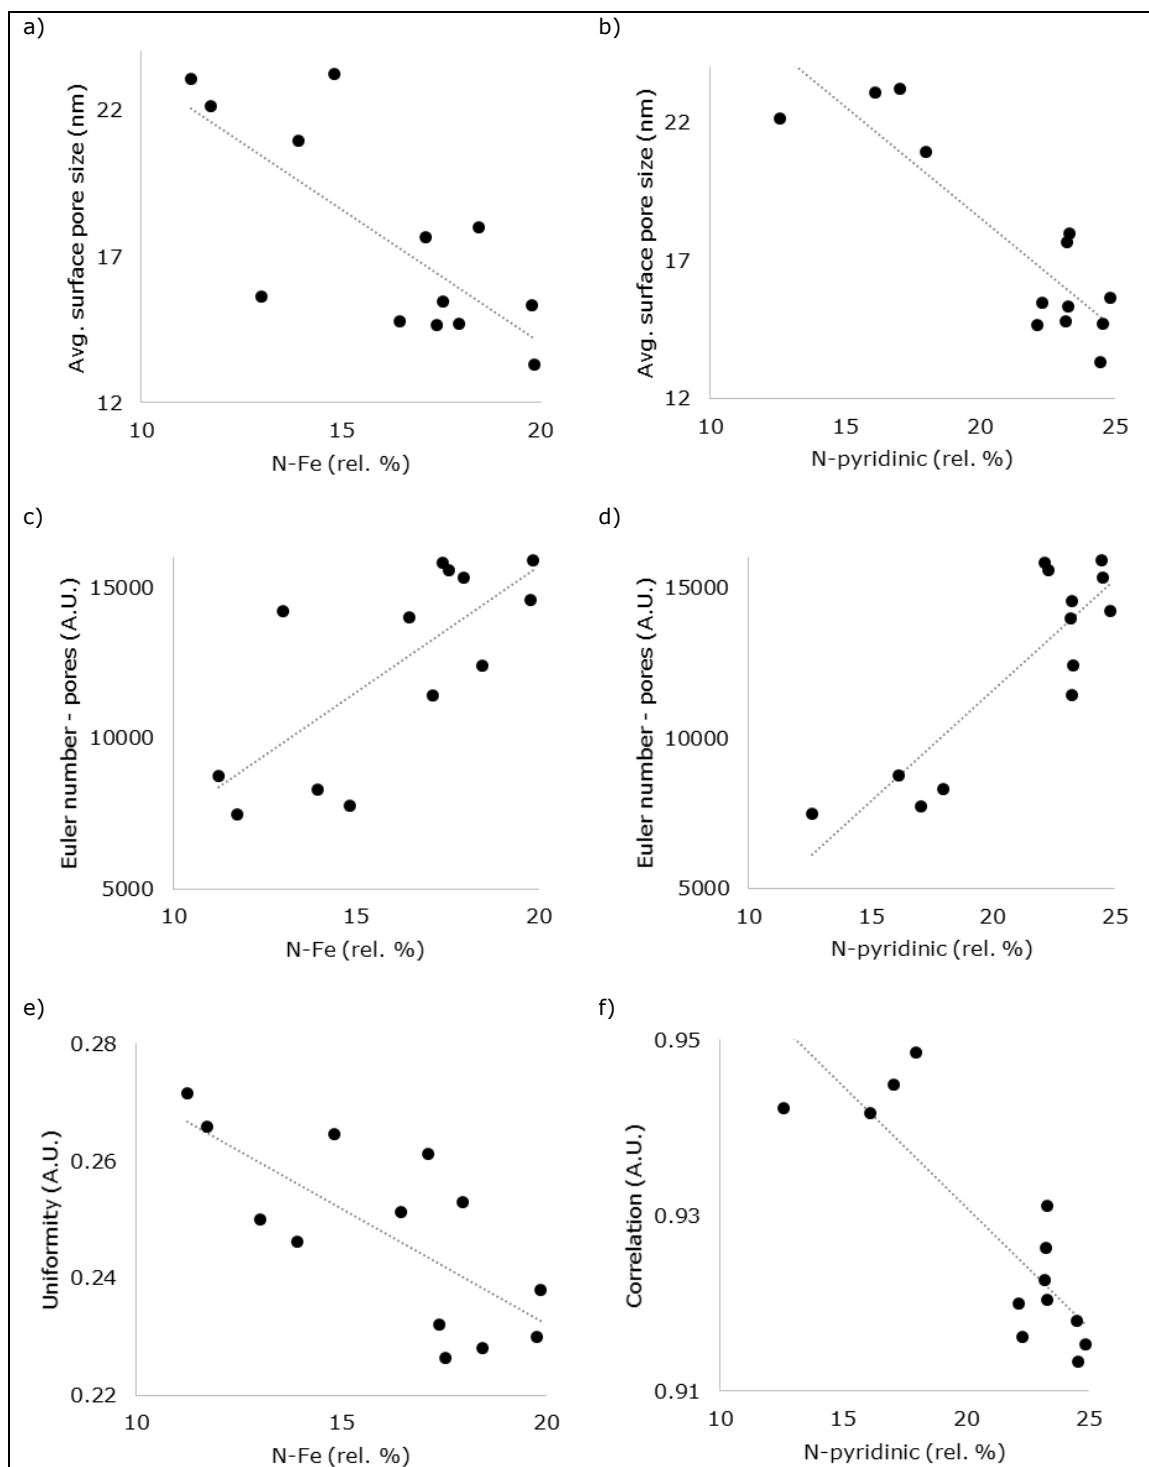 a)
Avg. surface pore size (nm)
22
17
12
10 15 20
N-Fe (rel. %)
b)
Avg. surface pore size (nm)
22
17
12
10 15 20 25
N-pyridinic (rel. %)
c)
Euler number - pores (A.U.)
15000
10000
5000
10 15 20
N-Fe (rel. %)
d)
Euler number - pores (A.U.)
15000
10000
5000
10 15 20 25
N-pyridinic (rel. %)
e)
Uniformity (A.U.)
0.28
0.26
0.24
0.22
10 15 20
N-Fe (rel. %)
f)
Correlation (A.U.)
0.95
0.93
0.91
10 15 20 25
N-pyridinic (rel. %)